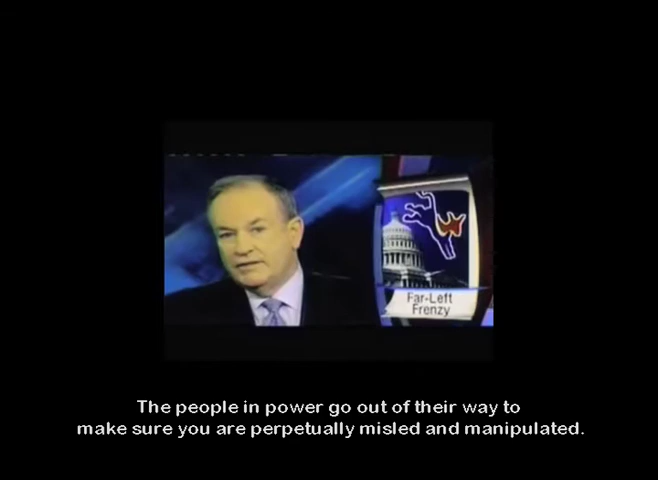 Far-Left
Frenzy
The people in power go out of their way to
make sure you are perpetually misled and manipulated.